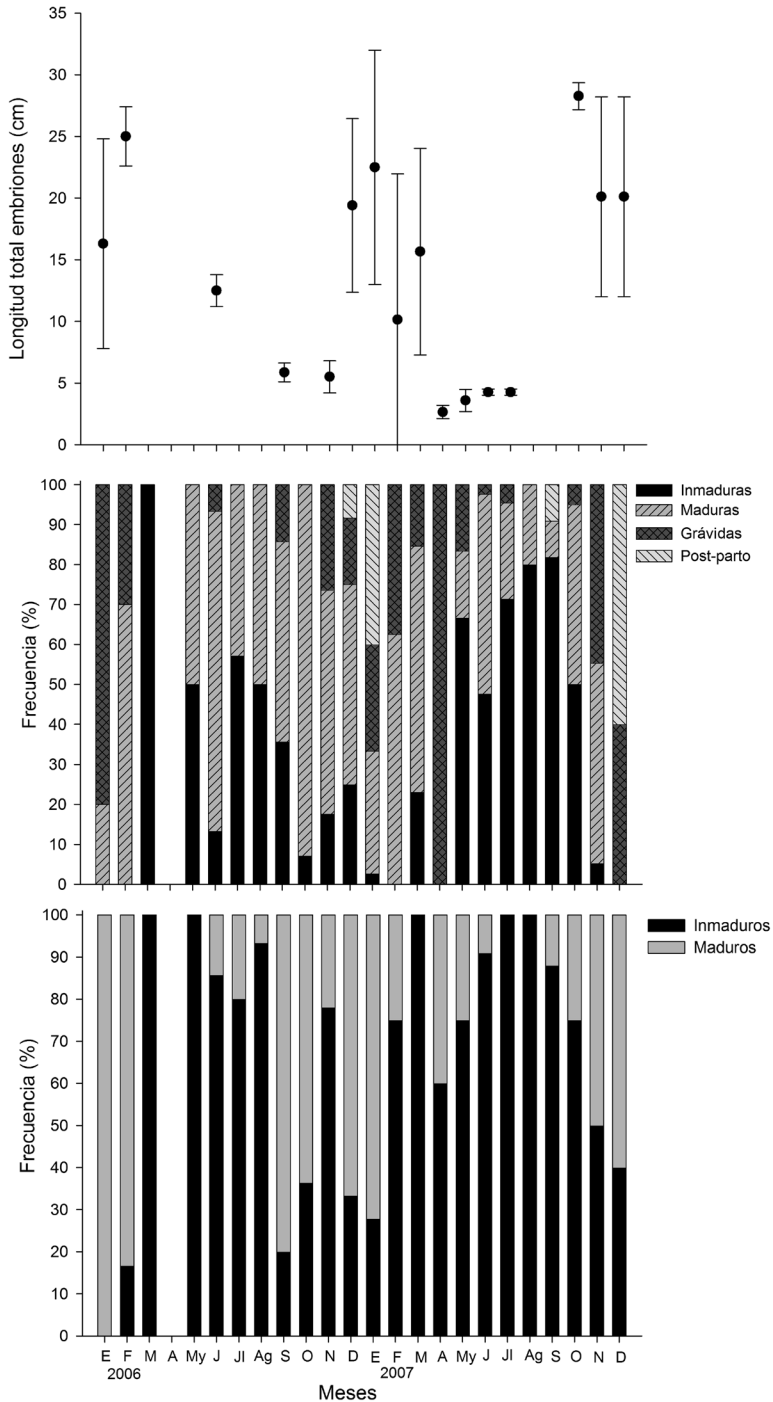 35
30
25
20
15
10
5
0
Longitud total embriones (cm)
100
90
80
70
60
50
40
30
20
10
0
Frecuencia (%)
Inmaduras
Maduras
Grávidas
Post-parto
100
90
80
70
60
50
40
30
20
10
0
Frecuencia (%)
Inmaduros
Maduros
E F M A My J Jl Ag S O N D E F M A My J Jl Ag S O N D
2006 2007
Meses